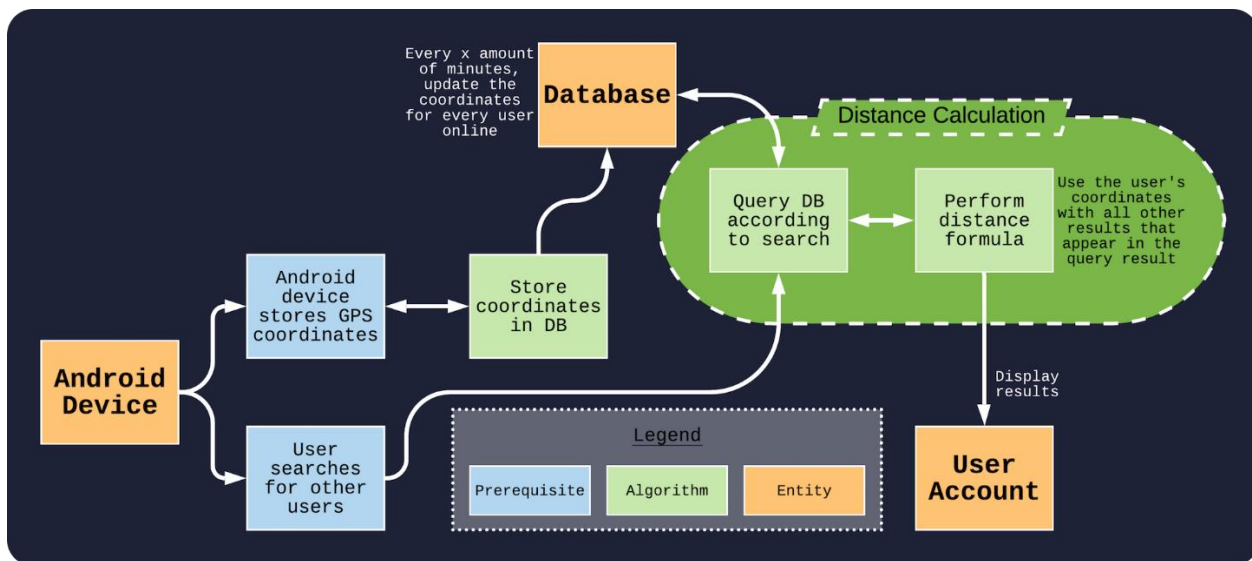 Every x amount
of minutes,
update the
coordinates
for every user
online
Database
Distance Calculation
Query DB
according
to search
Perform
distance
formula
Use the user's
coordinates
with all other
results that
appear in the
query result
Android
device
stores GPS
coordinates
Store
coordinates
in DB
Android
Device
Display
results
User
searches
for other
users
Legend
Prerequisite
Algorithm
Entity
User
Account